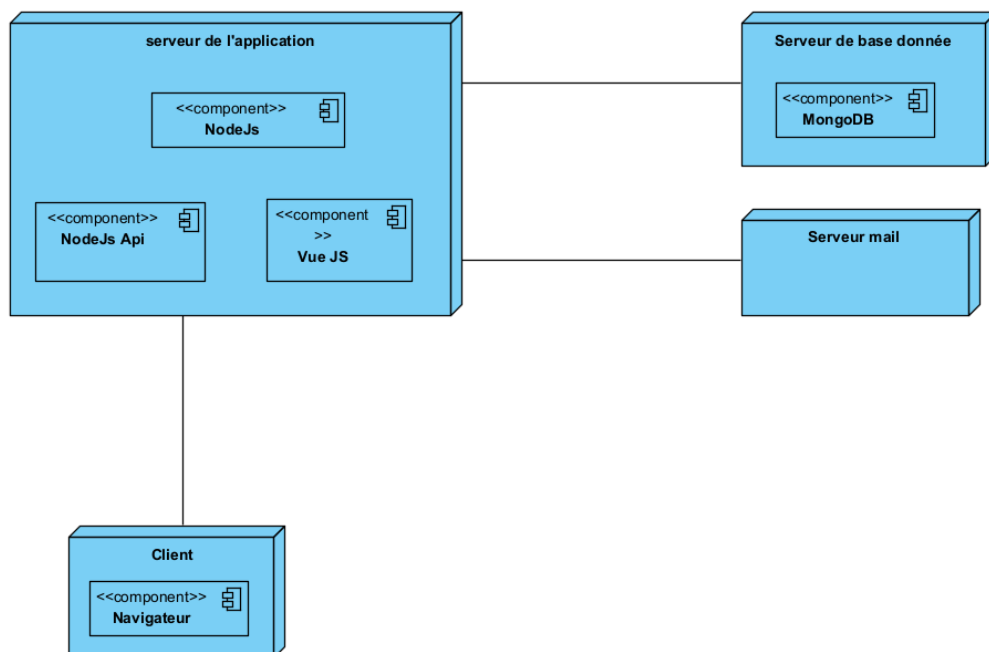 serveur de l'application
<<component>>
NodeJs
<<component>>
NodeJs Api
<<component
>>
Vue JS
Serveur de base donnée
<<component>>
MongoDB
Serveur mail
Client
<<component>>
Navigateur